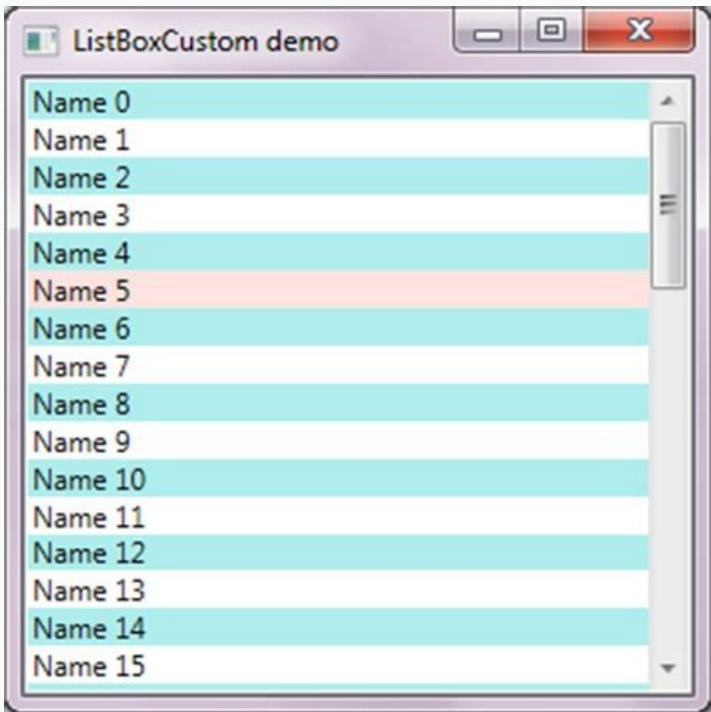 ListBoxCustom demo
Name 0
Name 1
Name 2
Name 3
Name 4
Name 5
Name 6
Name 7
Name 8
Name 9
Name 10
Name 11
Name 12
Name 13
Name 14
Name 15